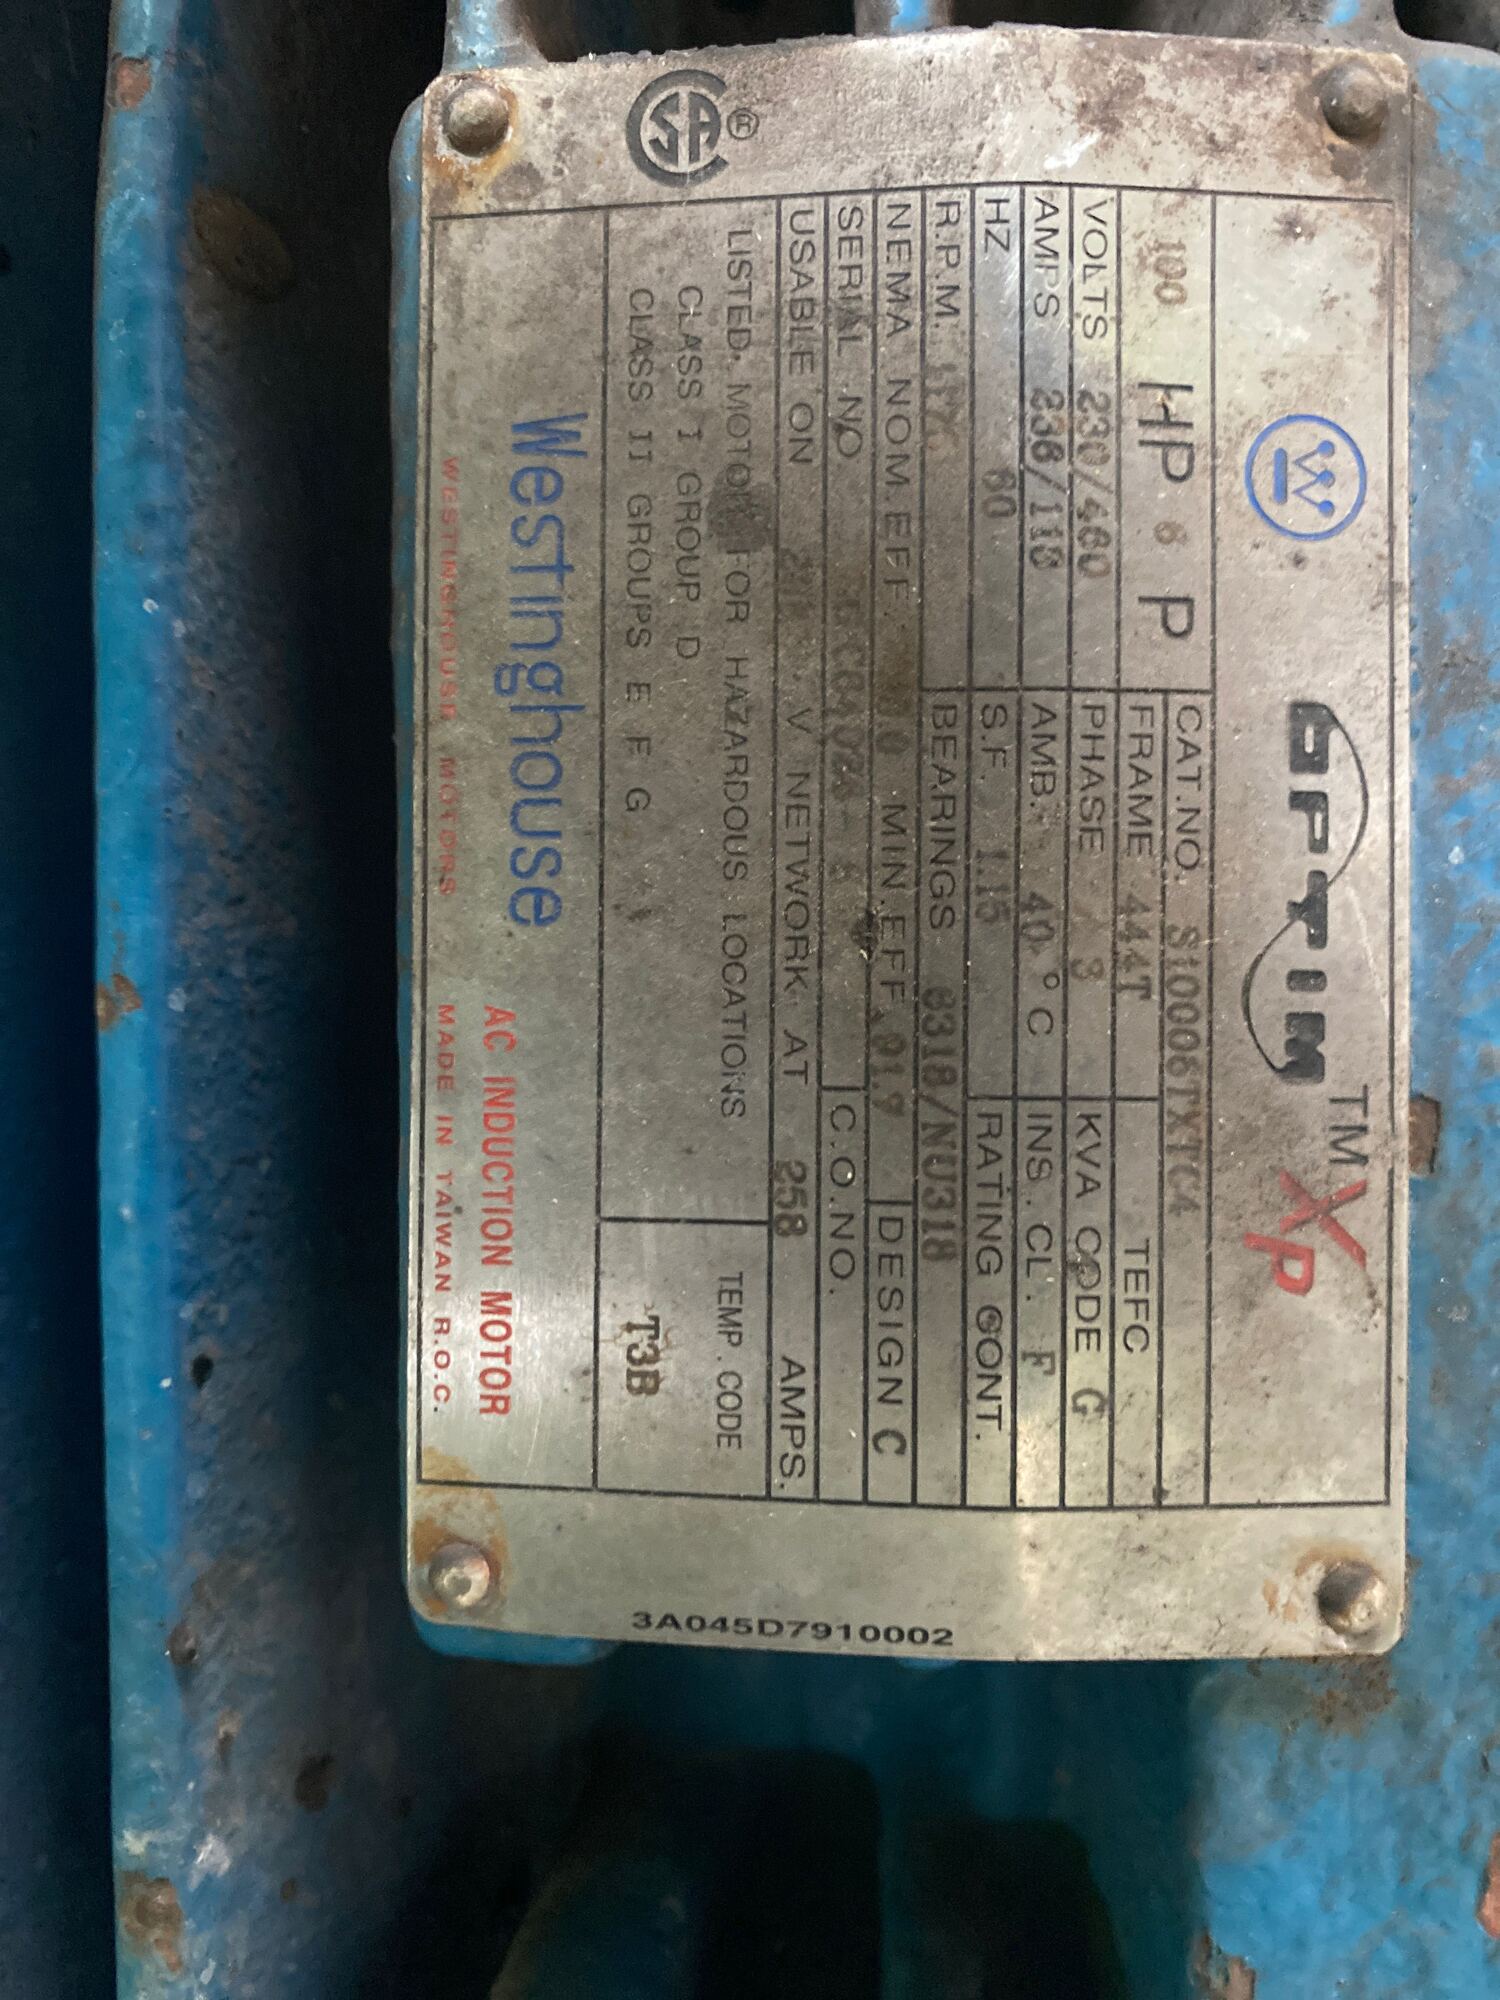 W OPTIM TM XP
CAT.NO. S10006TXTC4
100 HP 6 P FRAME 444T TEFC
VOLTS 230/460 PHASE 3 KVA CODE G
AMPS 236/118 AMB. 40 °C INS. CL. F
HZ 60 S.F. 1.15 RATING CONT.
R.P.M. BEARINGS 6318/NU318
NEMA NOM.EFF. MIN.EFF. 91.7 DESIGN C
SERIAL NO. C.O.NO.
USABLE ON V NETWORK AT 258 AMPS.
LISTED MOTOR FOR HAZARDOUS LOCATIONS TEMP. CODE
CLASS I GROUP D
CLASS II GROUPS E F G T3B
Westinghouse AC INDUCTION MOTOR
WESTINGHOUSE MOTORS MADE IN TAIWAN R.O.C.
CSA ®
3A045D7910002